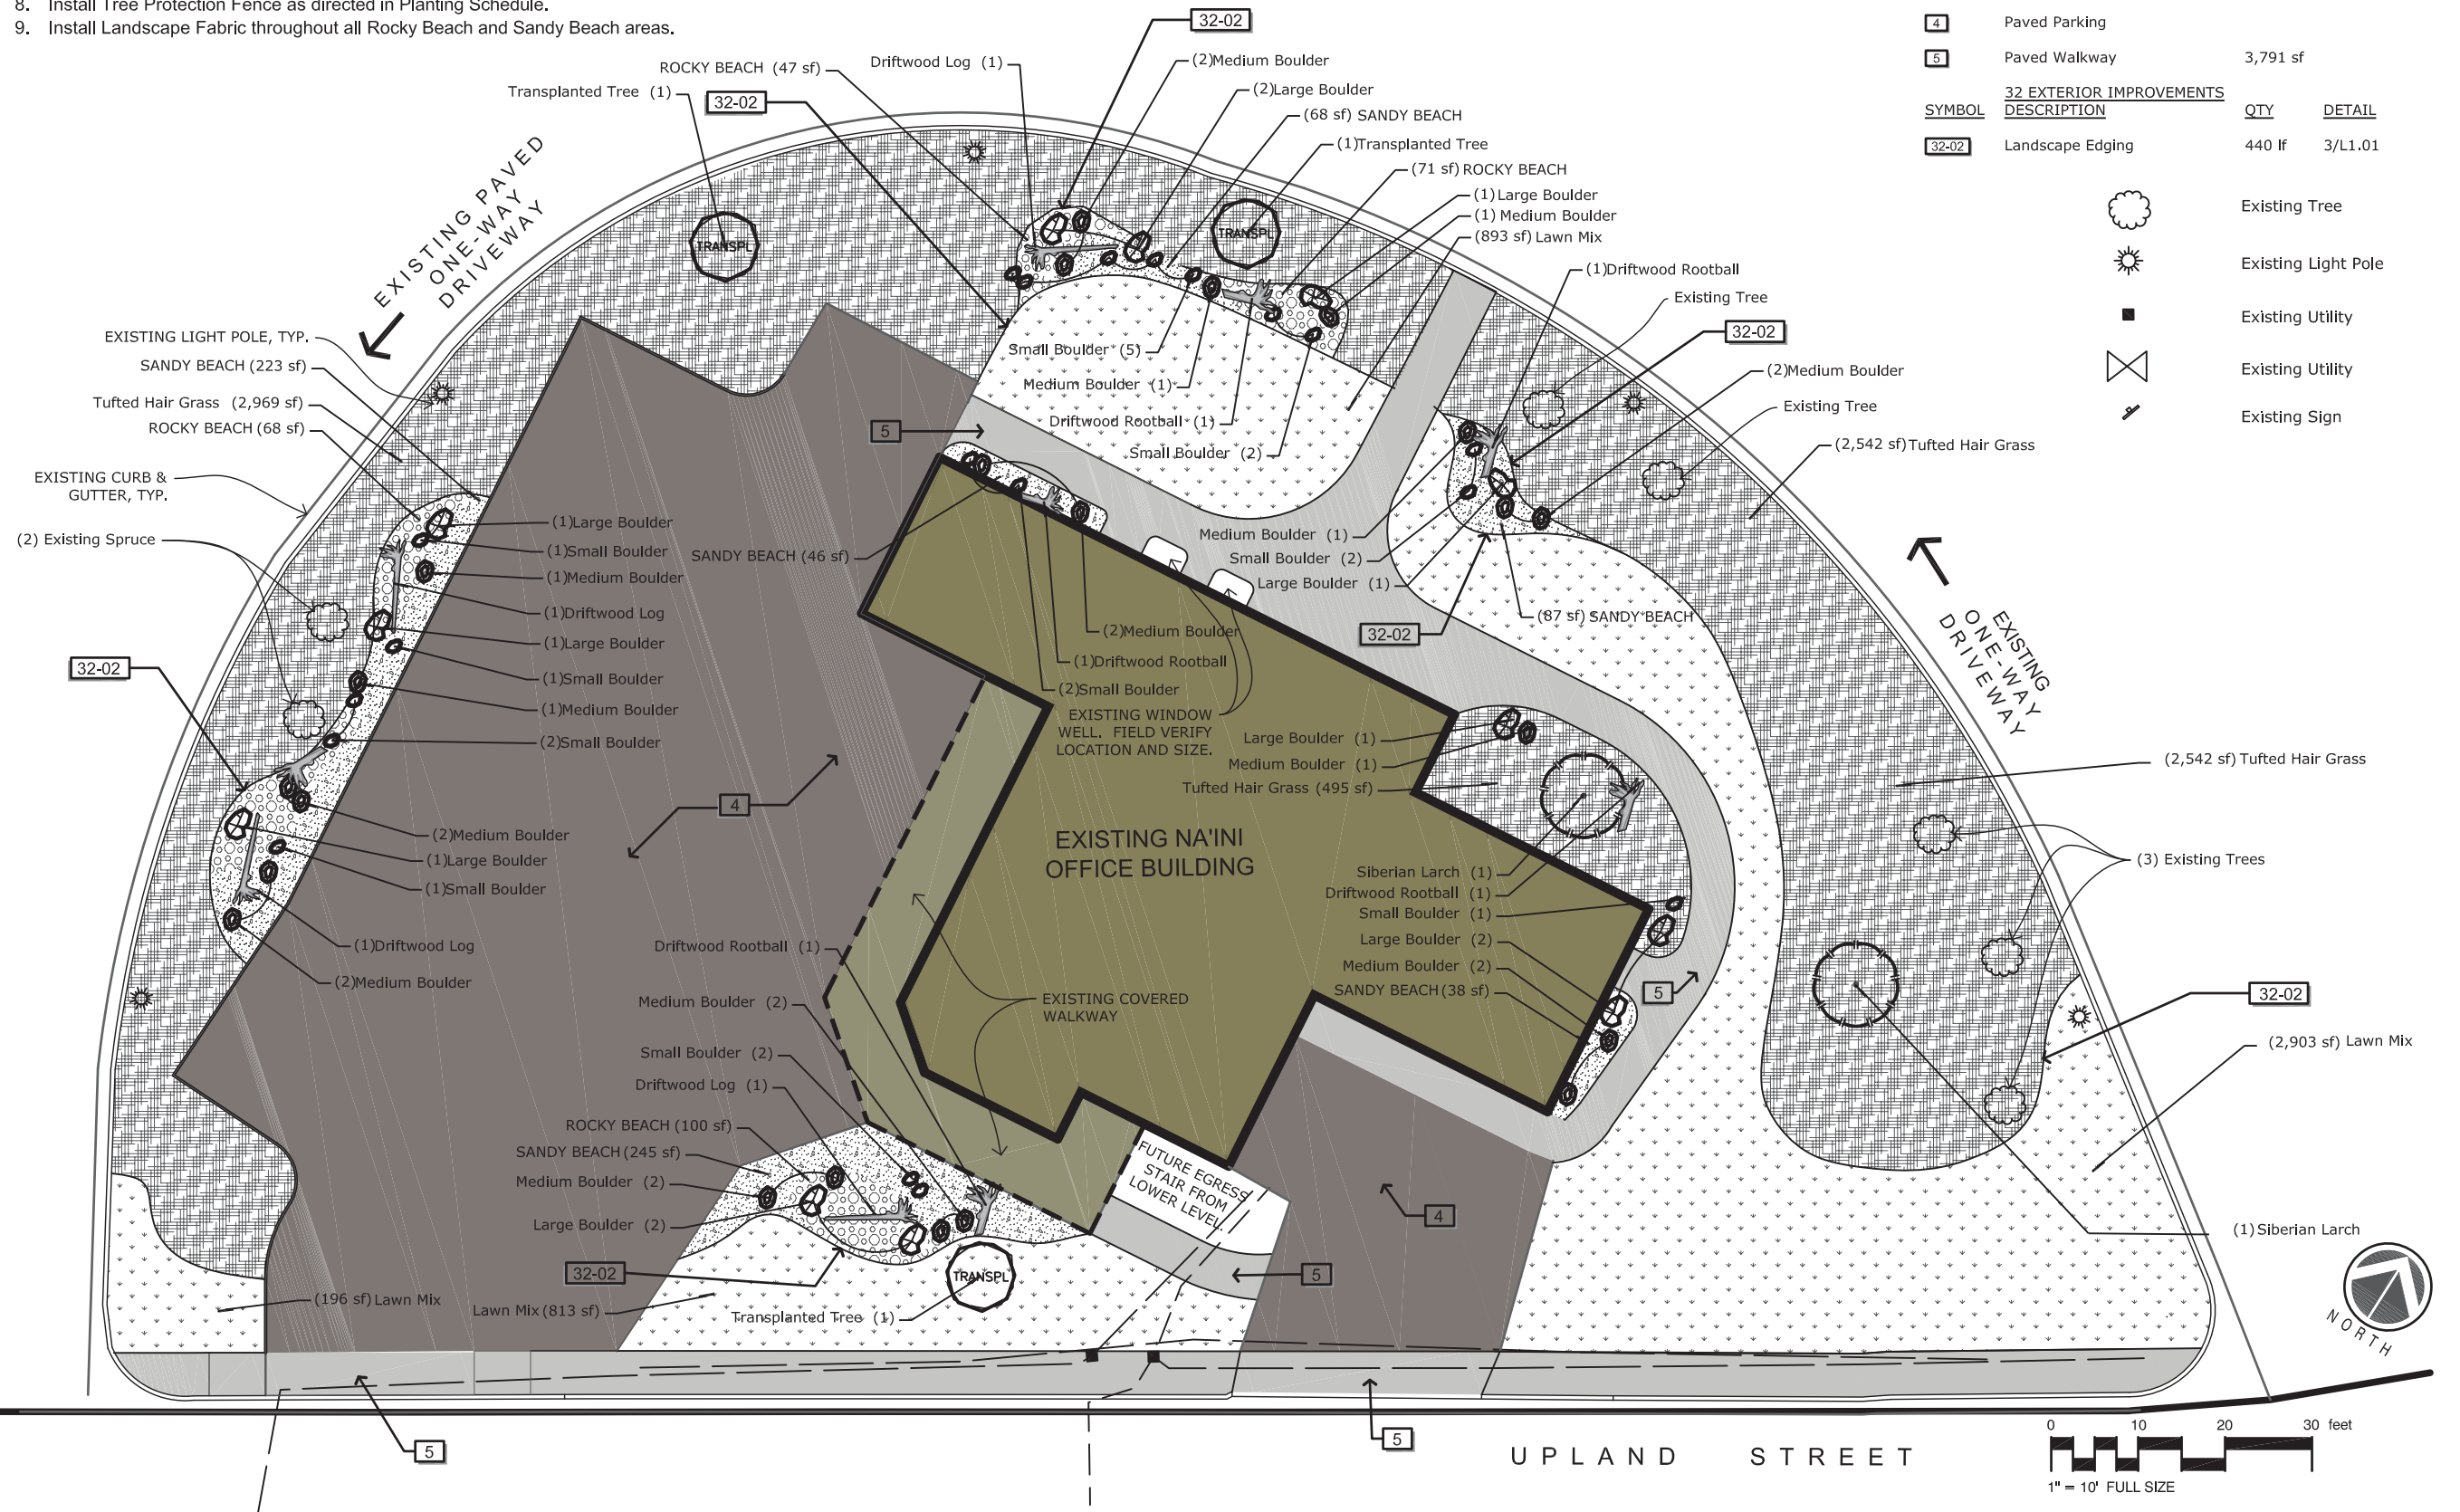 8. Install Tree Protection Fence as directed in Planting Schedule.
9. Install Landscape Fabric throughout all Rocky Beach and Sandy Beach areas.
4 Paved Parking
5 Paved Walkway 3,791 sf
32 EXTERIOR IMPROVEMENTS
SYMBOL DESCRIPTION QTY DETAIL
32-02 Landscape Edging 440 lf 3/L1.01
Existing Tree
Existing Light Pole
Existing Utility
Existing Utility
Existing Sign
32-02
Driftwood Log (1)
ROCKY BEACH (47 sf)
Transplanted Tree (1)
32-02
(2)Medium Boulder
(2)Large Boulder
(68 sf) SANDY BEACH
(1)Transplanted Tree
(71 sf) ROCKY BEACH
(1) Large Boulder
(1) Medium Boulder
(893 sf) Lawn Mix
(1)Driftwood Rootball
Existing Tree
32-02
(2)Medium Boulder
Existing Tree
(2,542 sf) Tufted Hair Grass
TRANSPL
TRANSPL
EXISTING PAVED
ONE-WAY
DRIVEWAY
EXISTING LIGHT POLE, TYP.
SANDY BEACH (223 sf)
Tufted Hair Grass (2,969 sf)
ROCKY BEACH (68 sf)
EXISTING CURB &
GUTTER, TYP.
(2) Existing Spruce
32-02
Small Boulder (5)
Medium Boulder (1)
Driftwood Rootball (1)
Small Boulder (2)
5
(1)Large Boulder
(1)Small Boulder
(1)Medium Boulder
(1)Driftwood Log
(1)Large Boulder
(1)Small Boulder
(1)Medium Boulder
(2)Small Boulder
SANDY BEACH (46 sf)
(2)Medium Boulder
(1)Driftwood Rootball
(2)Small Boulder
EXISTING WINDOW
WELL. FIELD VERIFY
LOCATION AND SIZE.
Medium Boulder (1)
Small Boulder (2)
Large Boulder (1)
(87 sf) SANDY BEACH
32-02
EXISTING
ONE-WAY
DRIVEWAY
Large Boulder (1)
Medium Boulder (1)
Tufted Hair Grass (495 sf)
(2,542 sf) Tufted Hair Grass
4
EXISTING NA'INI
OFFICE BUILDING
(2)Medium Boulder
(1)Large Boulder
(1)Small Boulder
(1)Driftwood Log
(2)Medium Boulder
Siberian Larch (1)
Driftwood Rootball (1)
Small Boulder (1)
Large Boulder (2)
Medium Boulder (2)
SANDY BEACH (38 sf)
(3) Existing Trees
5
32-02
(2,903 sf) Lawn Mix
Driftwood Rootball (1)
Medium Boulder (2)
EXISTING COVERED
WALKWAY
Small Boulder (2)
Driftwood Log (1)
ROCKY BEACH (100 sf)
SANDY BEACH (245 sf)
Medium Boulder (2)
Large Boulder (2)
32-02
FUTURE EGRESS
STAIR FROM
LOWER LEVEL.
4
(1) Siberian Larch
5
TRANSPL
(196 sf) Lawn Mix
Lawn Mix (813 sf)
Transplanted Tree (1)
NORTH
5
5
UPLAND STREET
0 10 20 30 feet
1" = 10' FULL SIZE